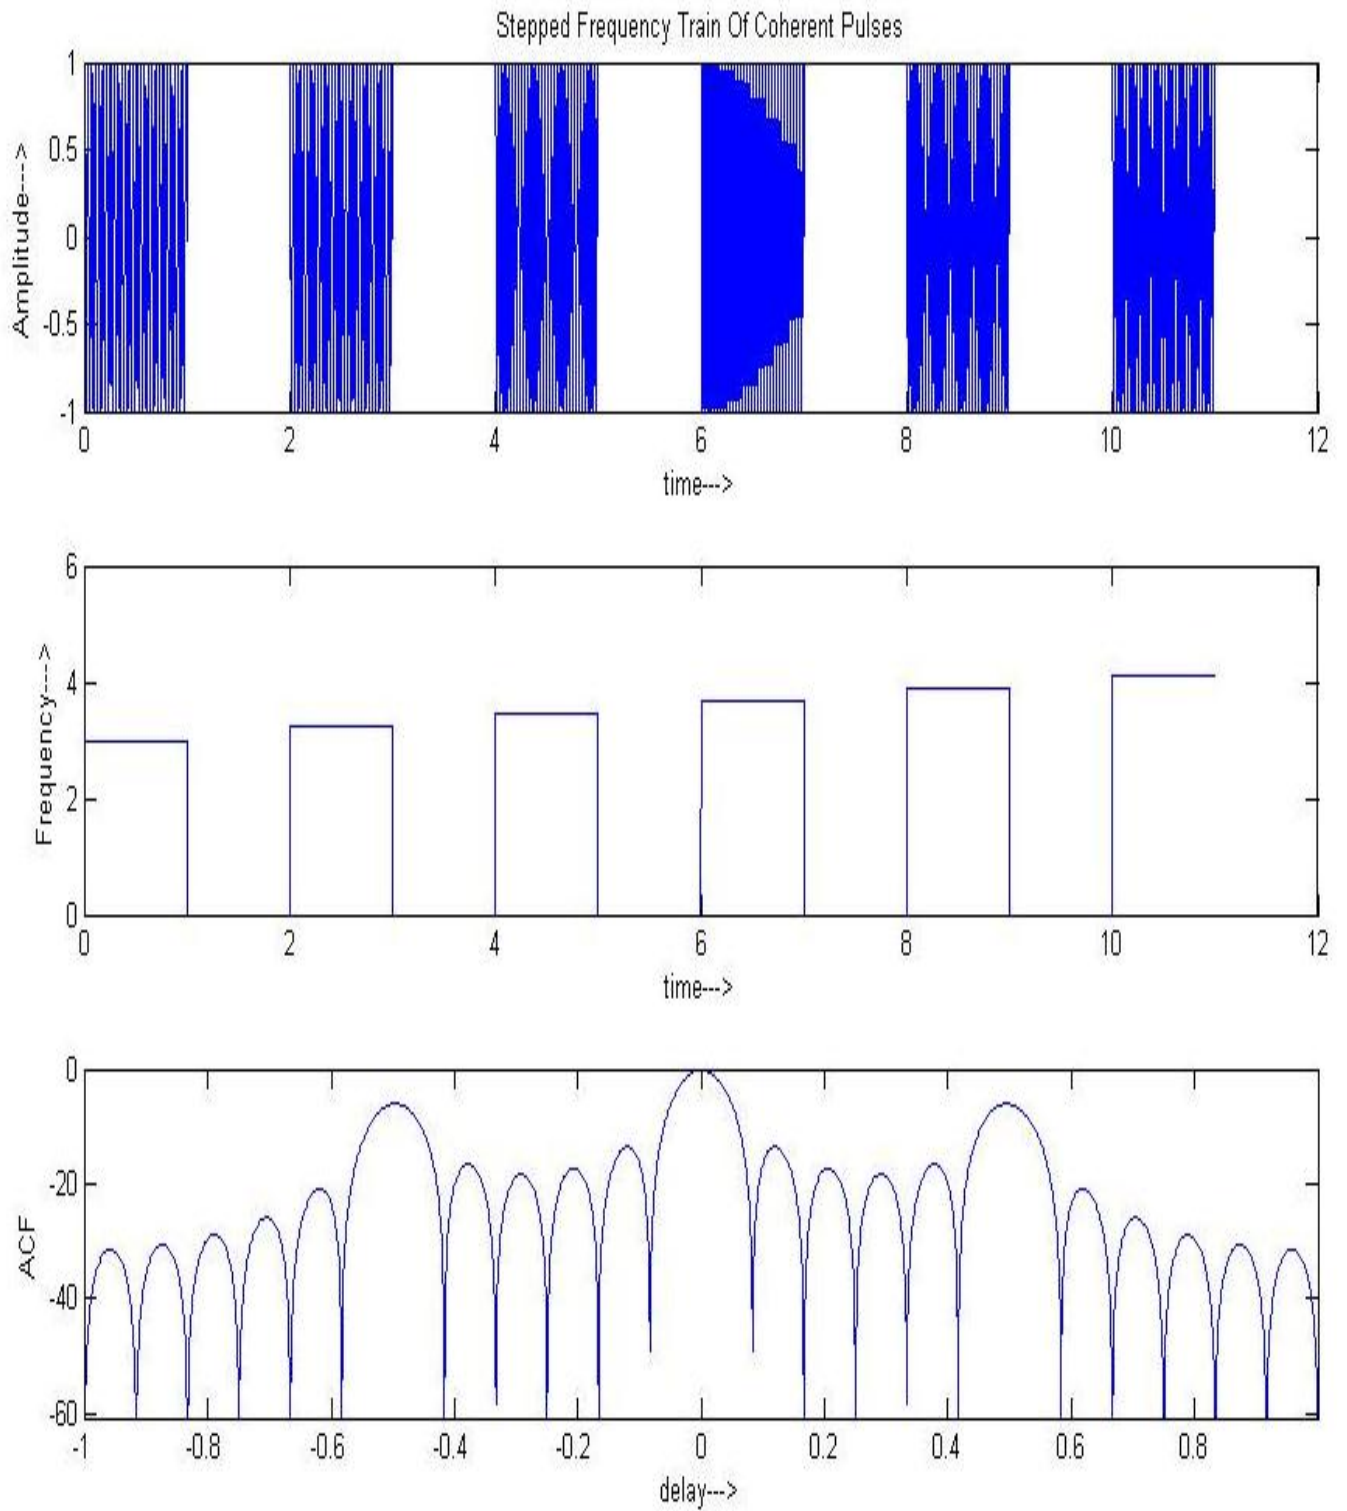 Stepped Frequency Train Of Coherent Pulses
1
0.5
0
-0.5
-1
Amplitude--->
0 2 4 6 8 10 12
time--->
6
4
2
0
Frequency--->
0 2 4 6 8 10 12
time--->
0
-20
-40
-60
ACF
-1 -0.8 -0.6 -0.4 -0.2 0 0.2 0.4 0.6 0.8
delay--->